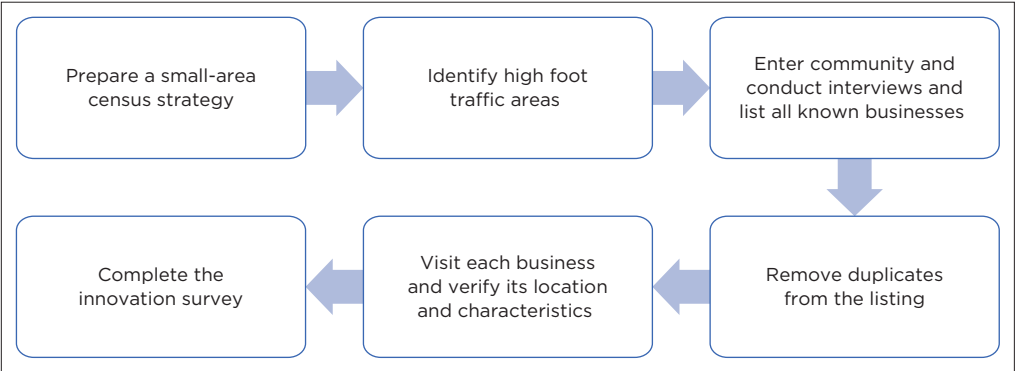 Prepare a small-area
census strategy
Identify high foot
traffic areas
Enter community and
conduct interviews and
list all known businesses
Remove duplicates
from the listing
Visit each business
and verify its location
and characteristics
Complete the
innovation survey